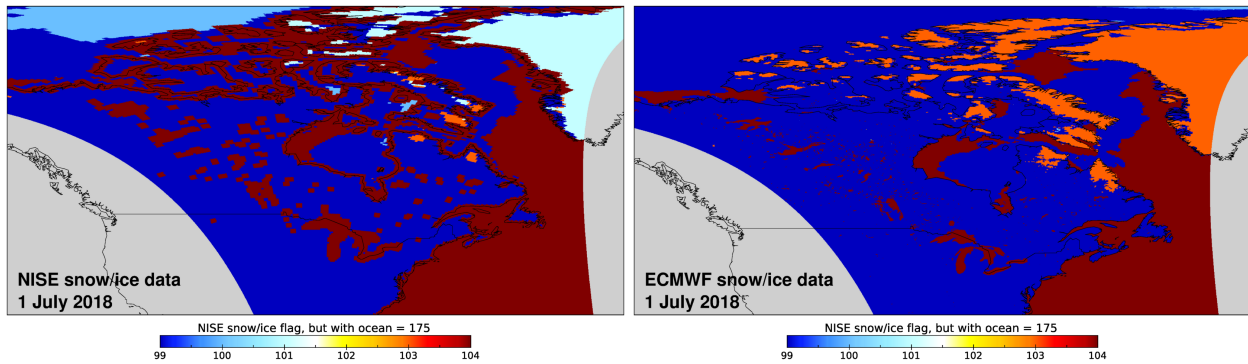 NISE snow/ice data
1 July 2018
NISE snow/ice flag, but with ocean = 175
99 100 101 102 103 104
ECMWF snow/ice data
1 July 2018
NISE snow/ice flag, but with ocean = 175
99 100 101 102 103 104